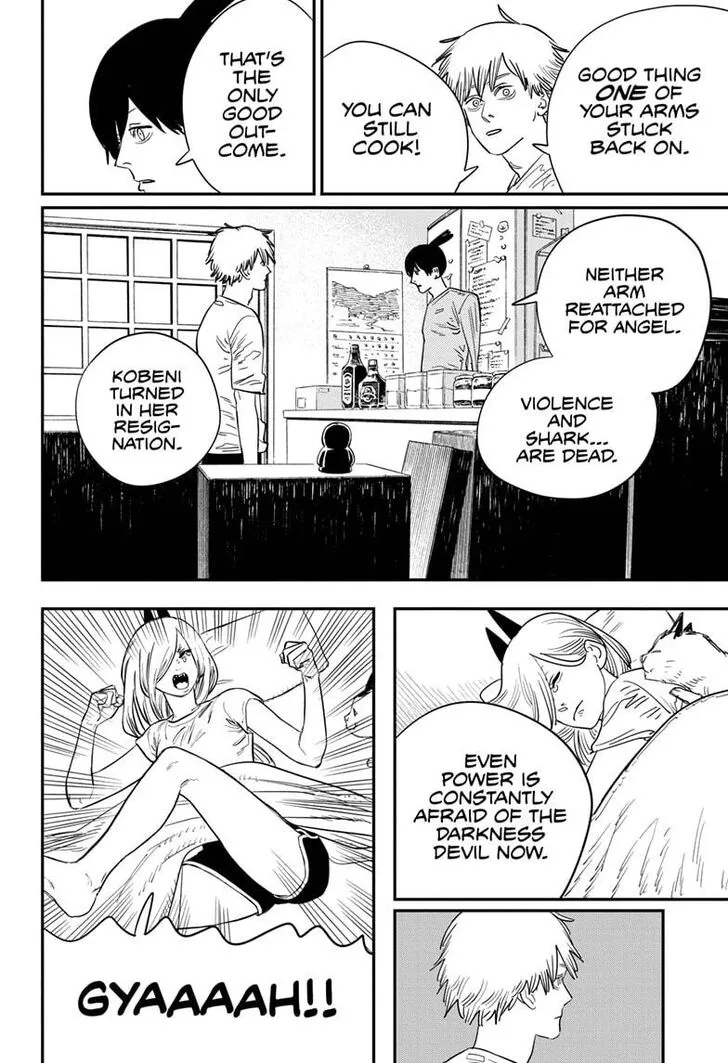 GOOD THING
ONE OF
YOUR ARMS
STUCK
BACK ON.
YOU CAN
STILL
COOK!
THAT'S
THE
ONLY
GOOD
OUT-
COME.
NEITHER
ARM
REATTACHED
FOR ANGEL.
VIOLENCE
AND
SHARK...
ARE DEAD.
KOBENI
TURNED
IN HER
RESIG-
NATION.
EVEN
POWER IS
CONSTANTLY
AFRAID OF THE
DARKNESS
DEVIL NOW.
GYAAAAH!!